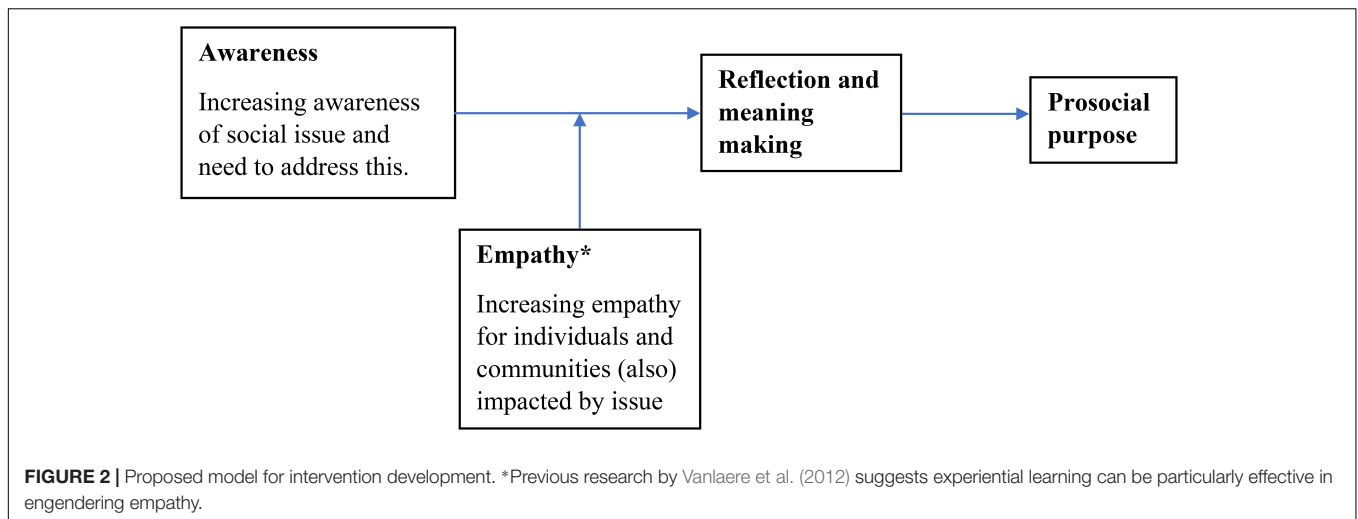 Awareness
Increasing awareness
of social issue and
need to address this.
Reflection and
meaning
making
Prosocial
purpose
Empathy*
Increasing empathy
for individuals and
communities (also)
impacted by issue
FIGURE 2 | Proposed model for intervention development. *Previous research by Vanlaere et al. (2012) suggests experiential learning can be particularly effective in
engendering empathy.